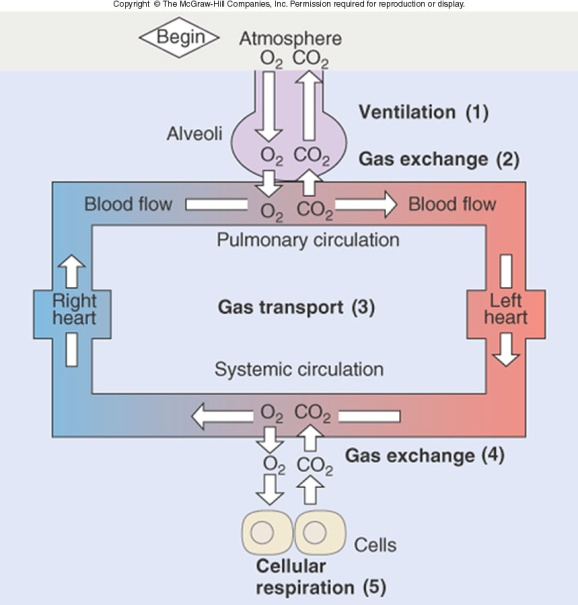 Copyright © The McGraw-Hill Companies, Inc. Permission required for reproduction or display.
Begin
Atmosphere
O₂ CO₂
Ventilation (1)
Alveoli
O₂ CO₂
Gas exchange (2)
Blood flow
O₂ CO₂
Blood flow
Pulmonary circulation
Right
heart
Gas transport (3)
Left
heart
Systemic circulation
O₂ CO₂
O₂ CO₂
Gas exchange (4)
Cells
Cellular
respiration (5)